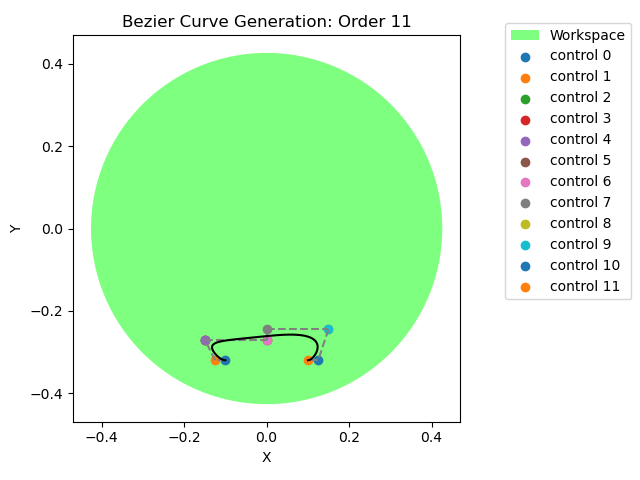 Bezier Curve Generation: Order 11
Y
0.4
0.2
0.0
−0.2
−0.4
−0.4
−0.2
0.0
0.2
0.4
X
Workspace
control 0
control 1
control 2
control 3
control 4
control 5
control 6
control 7
control 8
control 9
control 10
control 11